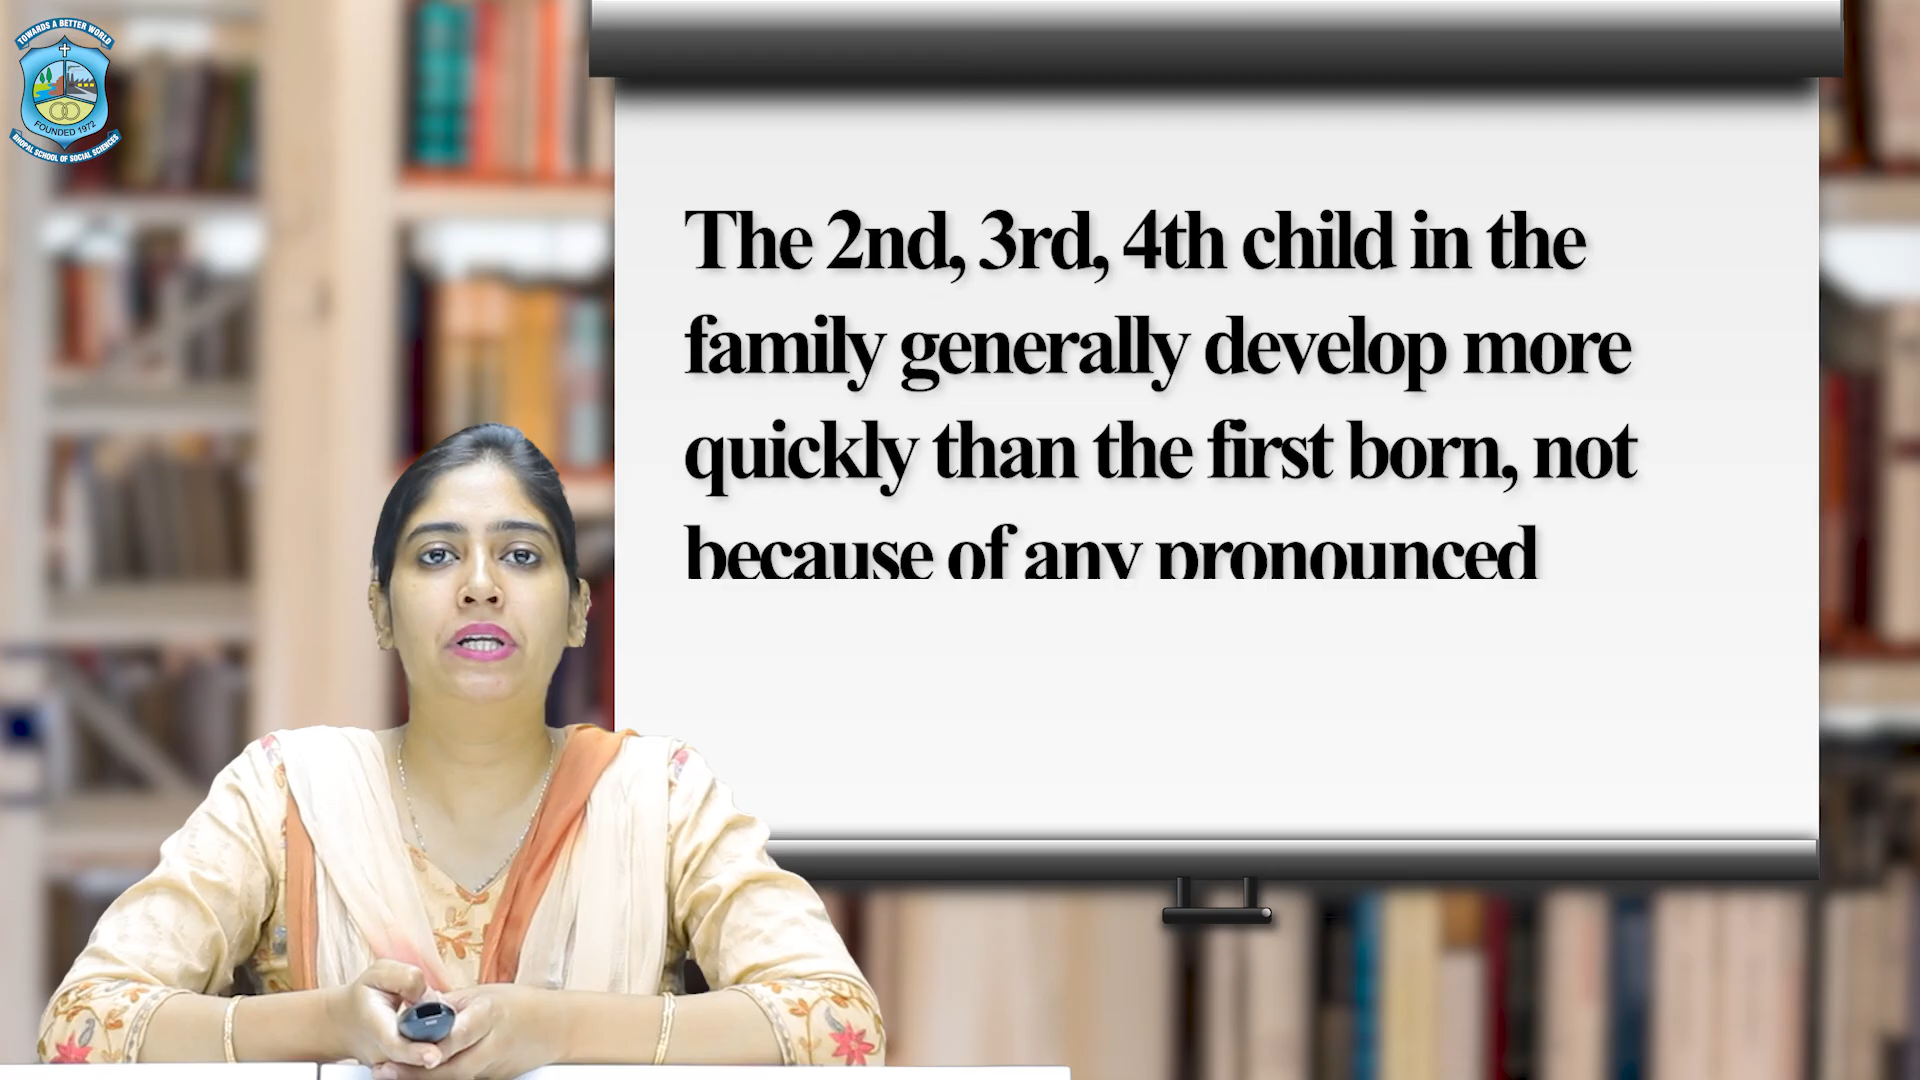 TOWARDS A BETTER WORLD
FOUNDED 1972
BHOPAL SCHOOL OF SOCIAL SCIENCES
The 2nd, 3rd, 4th child in the
family generally develop more
quickly than the first born, not
because of any pronounced